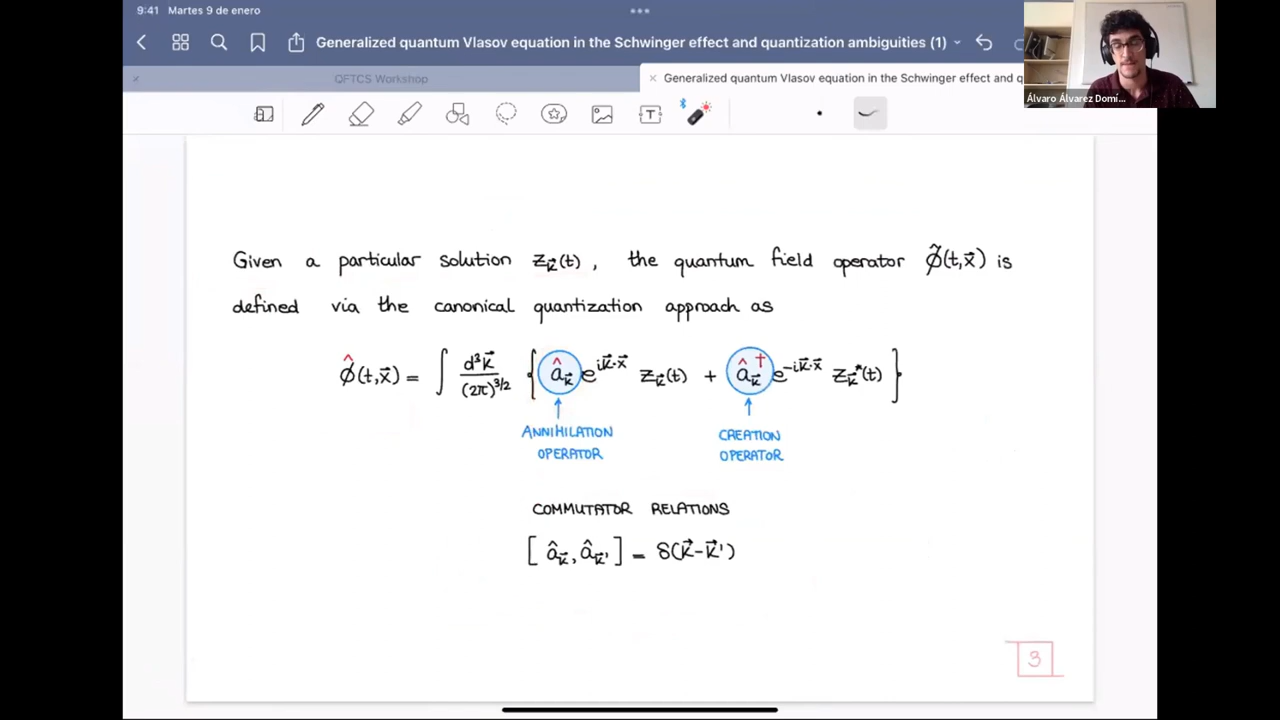 9:41 Martes 9 de enero
Generalized quantum Vlasov equation in the Schwinger effect and quantization ambiguities (1)
QFTCS Workshop
Generalized quantum Vlasov equation in the Schwinger effect and q
Álvaro Álvarez Domí...
Given a particular solution z_k⃗(t), the quantum field operator φ̂(t,x⃗) is
defined via the canonical quantization approach as
φ̂(t,x⃗) = ∫ d³k⃗/(2π)^3/2 { â_k⃗ e^ik⃗·x⃗ z_k⃗(t) + â†_k⃗ e^-ik⃗·x⃗ z_k⃗*(t) }
ANNIHILATION
OPERATOR
CREATION
OPERATOR
COMMUTATOR RELATIONS
[â_k⃗, â_k⃗'] = δ(k⃗-k⃗')
3